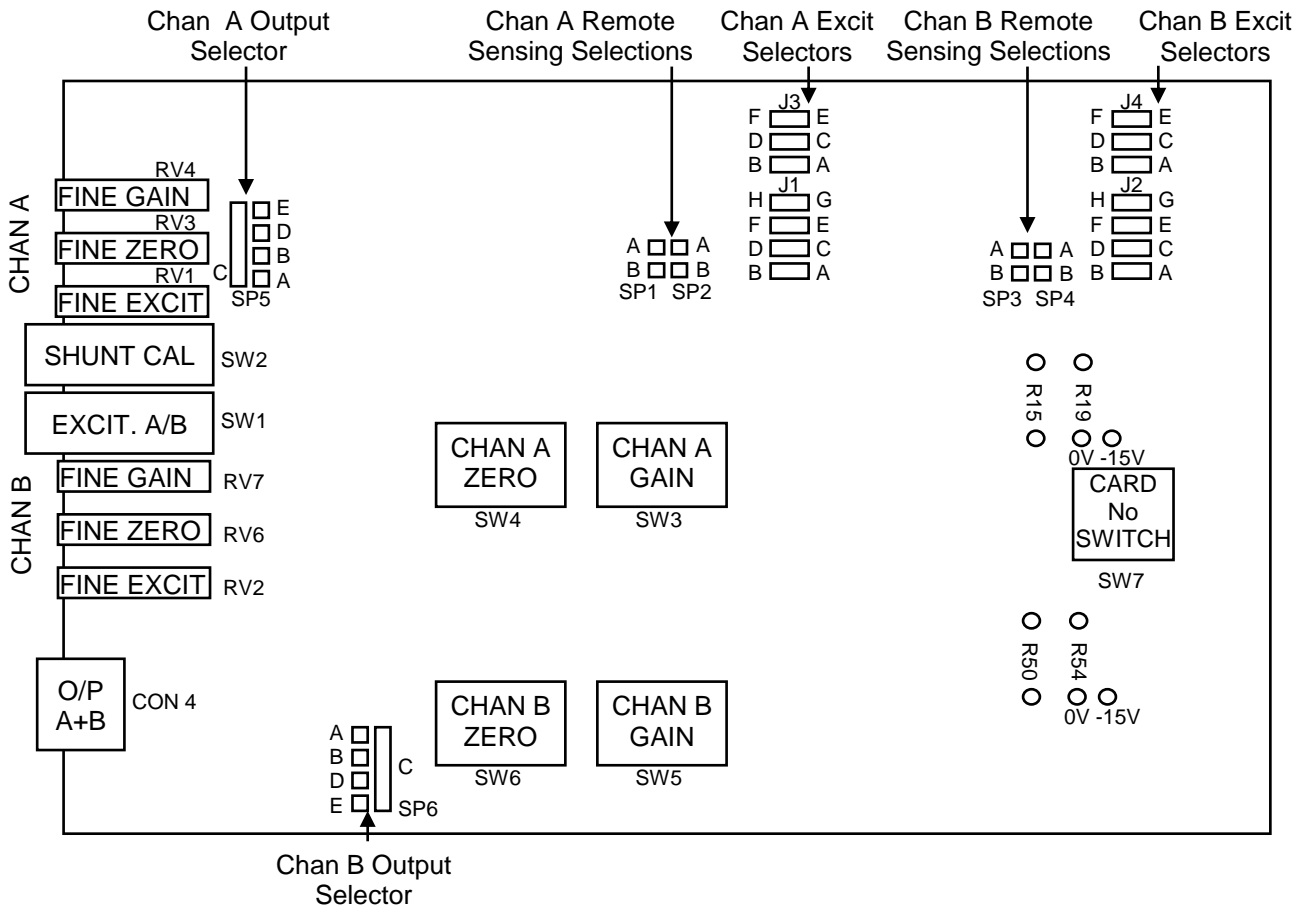 Chan A Output
Selector
Chan A Remote
Sensing Selections
Chan A Excit
Selectors
Chan B Remote
Sensing Selections
Chan B Excit
Selectors
CHAN A
RV4
FINE GAIN
RV3
FINE ZERO
RV1
FINE EXCIT
E
D
B
A
C
SP5
SHUNT CAL SW2
EXCIT. A/B SW1
CHAN B
FINE GAIN RV7
FINE ZERO RV6
FINE EXCIT RV2
O/P
A+B
CON 4
A A
B B
SP1 SP2
J3
F E
D C
B A
J1
H G
F E
D C
B A
A A
B B
SP3 SP4
J4
F E
D C
B A
J2
H G
F E
D C
B A
R15 R19
0V -15V
CARD
No
SWITCH
SW7
CHAN A
ZERO
SW4
CHAN A
GAIN
SW3
R50 R54
0V -15V
CHAN B
ZERO
SW6
CHAN B
GAIN
SW5
A
B
D
E
C
SP6
Chan B Output
Selector